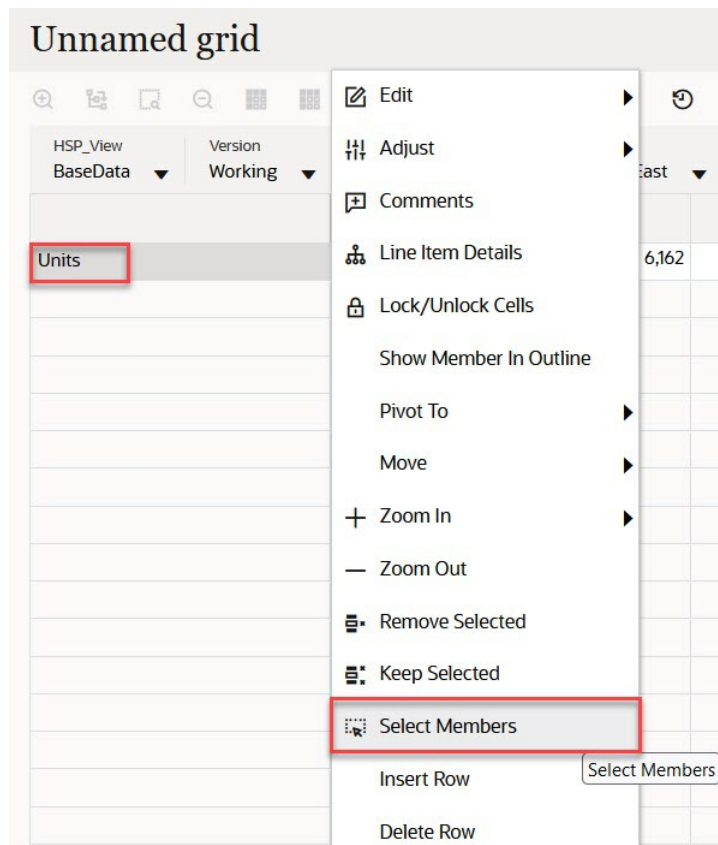 Unnamed grid
Edit
HSP_View
BaseData
Version
Working
Adjust
East
Comments
Units
Line Item Details
6,162
Lock/Unlock Cells
Show Member In Outline
Pivot To
Move
Zoom In
Zoom Out
Remove Selected
Keep Selected
Select Members
Select Members
Insert Row
Delete Row